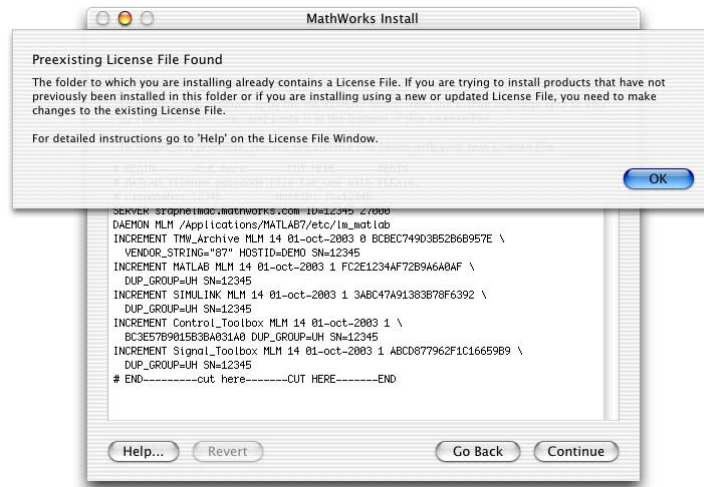 MathWorks Install
Preexisting License File Found
The folder to which you are installing already contains a License File. If you are trying to install products that have not
previously been installed in this folder or if you are installing using a new or updated License File, you need to make
changes to the existing License File.
For detailed instructions go to 'Help' on the License File Window.
OK
SERVER sraphelmac.mathworks.com ID=12345 27000
DAEMON MLM /Applications/MATLAB7/etc/lm_matlab
INCREMENT TMW_Archive MLM 14 01-oct-2003 0 BCBEC749D3B52B6B957E \
VENDOR_STRING="87" HOSTID=DEMO SN=12345
INCREMENT MATLAB MLM 14 01-oct-2003 1 FC2E1234AF72B9A6A0AF \
DUP_GROUP=UH SN=12345
INCREMENT SIMULINK MLM 14 01-oct-2003 1 3ABC47A91383B78F6392 \
DUP_GROUP=UH SN=12345
INCREMENT Control_Toolbox MLM 14 01-oct-2003 1 \
BC3E57B9015B3BA031A0 DUP_GROUP=UH SN=12345
INCREMENT Signal_Toolbox MLM 14 01-oct-2003 1 ABCD877962F1C16659B9 \
DUP_GROUP=UH SN=12345
# END---------cut here-------CUT HERE-------END
Help... Revert Go Back Continue